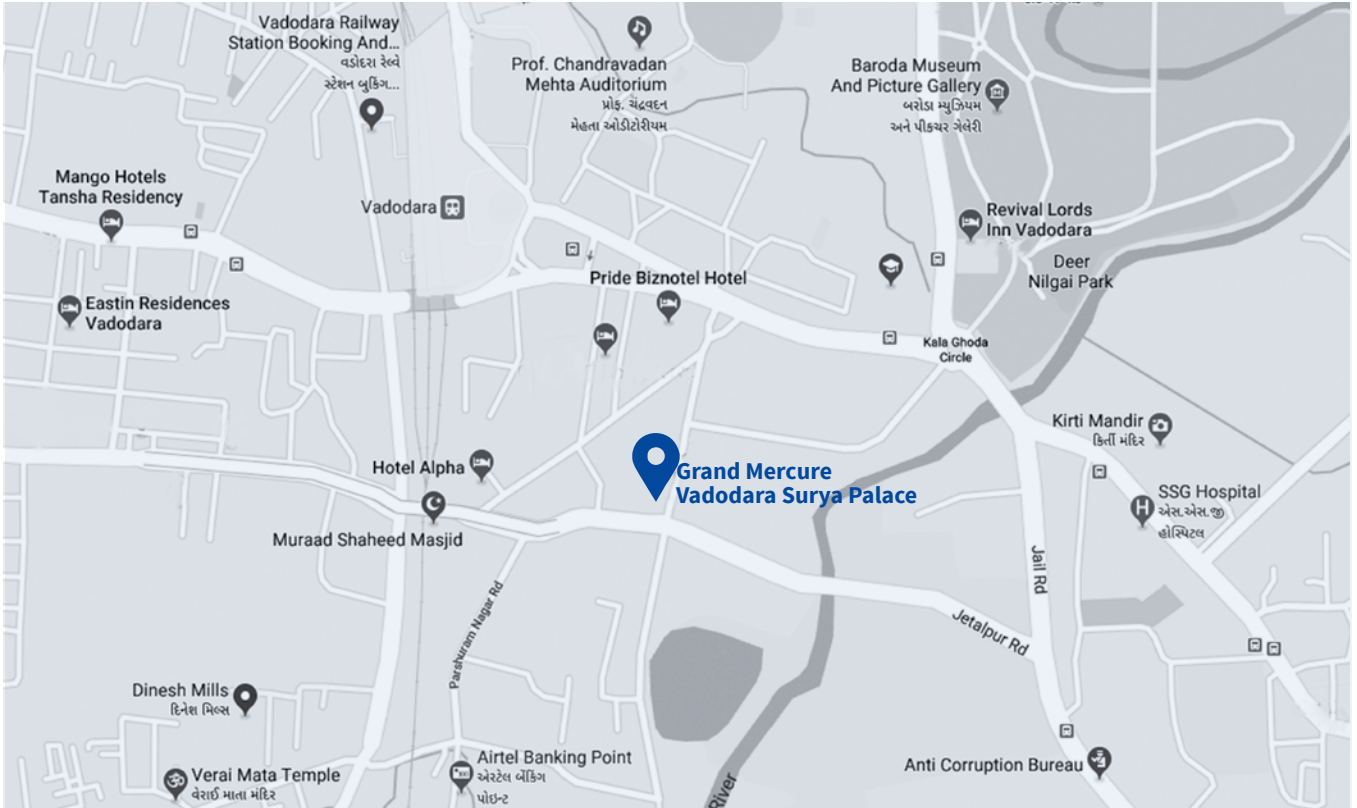 Vadodara Railway
Station Booking And...
વડોદરા રેલ્વે
સ્ટેશન બુકિંગ...
Prof. Chandravadan
Mehta Auditorium
પ્રોફ. ચંદ્રવદન
મેહતા ઓડીટોરીયમ
Baroda Museum
And Picture Gallery
બરોડા મ્યુઝિયમ
અને પીકચર ગેલેરી
Mango Hotels
Tansha Residency
Vadodara
Revival Lords
Inn Vadodara
Deer
Nilgai Park
Pride Biznotel Hotel
Eastin Residences
Vadodara
Kala Ghoda
Circle
Kirti Mandir
કિર્તી મંદિર
Hotel Alpha
Grand Mercure
Vadodara Surya Palace
SSG Hospital
એસ.એસ.જી
હોસ્પિટલ
Muraad Shaheed Masjid
Jail Rd
Parshuram Nagar Rd
Jetalpur Rd
Dinesh Mills
દિનેશ મિલ્સ
Airtel Banking Point
એરટેલ બેંકિંગ
પોઇન્ટ
Anti Corruption Bureau
Verai Mata Temple
વેરાઈ માતા મંદિર
River